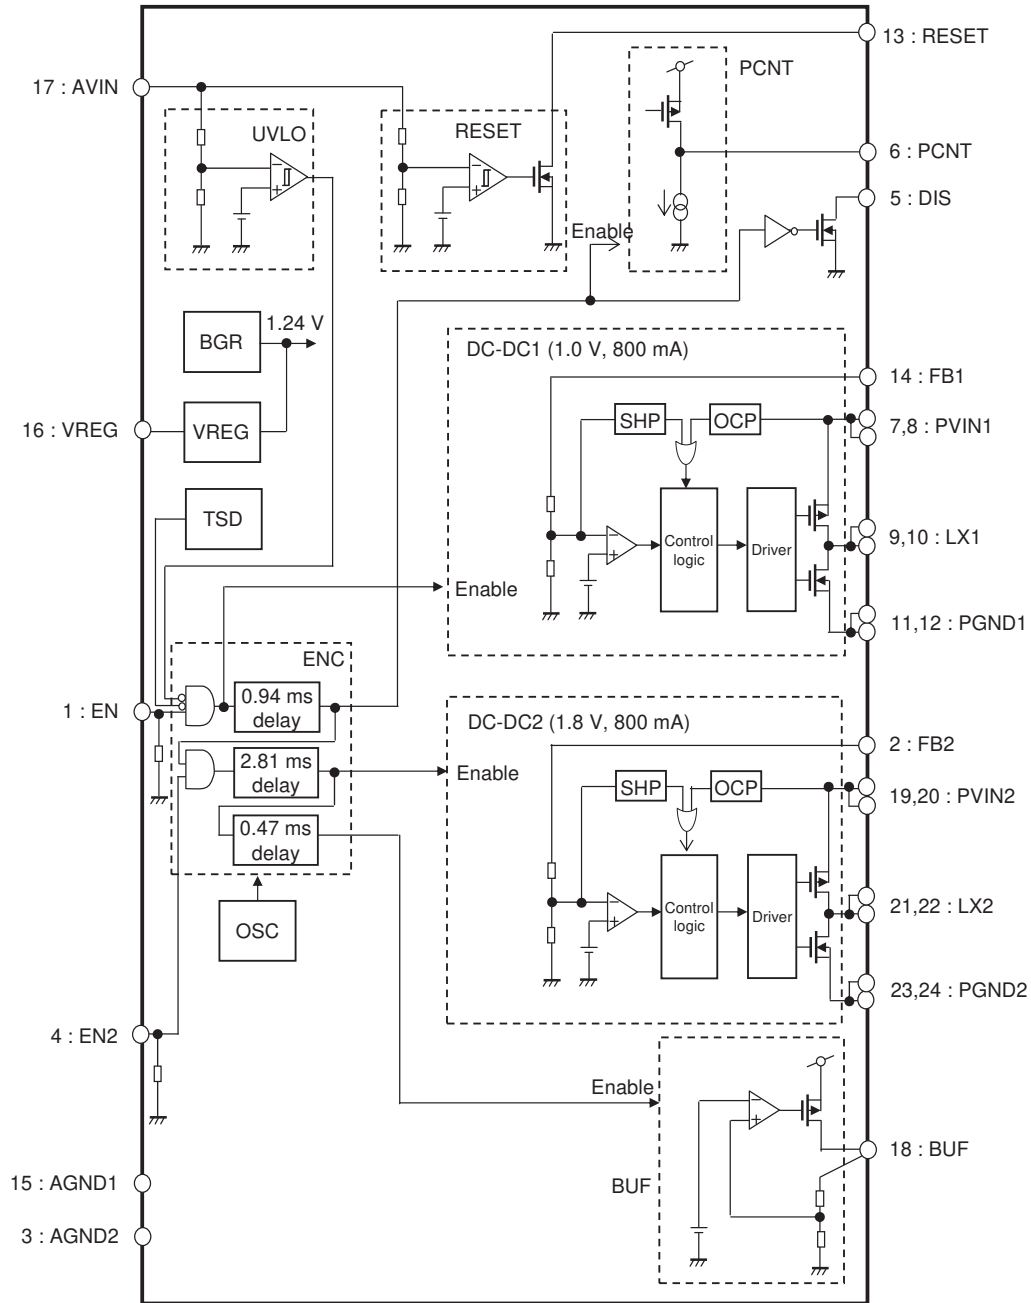 13 : RESET
PCNT
17 : AVIN
UVLO
RESET
6 : PCNT
5 : DIS
Enable
BGR
1.24 V
DC-DC1 (1.0 V, 800 mA)
14 : FB1
16 : VREG
VREG
SHP
OCP
7,8 : PVIN1
TSD
Control
logic
Driver
9,10 : LX1
Enable
11,12 : PGND1
ENC
0.94 ms
delay
1 : EN
DC-DC2 (1.8 V, 800 mA)
2 : FB2
2.81 ms
delay
Enable
SHP
OCP
19,20 : PVIN2
0.47 ms
delay
OSC
Control
logic
Driver
21,22 : LX2
23,24 : PGND2
4 : EN2
Enable
18 : BUF
BUF
15 : AGND1
3 : AGND2